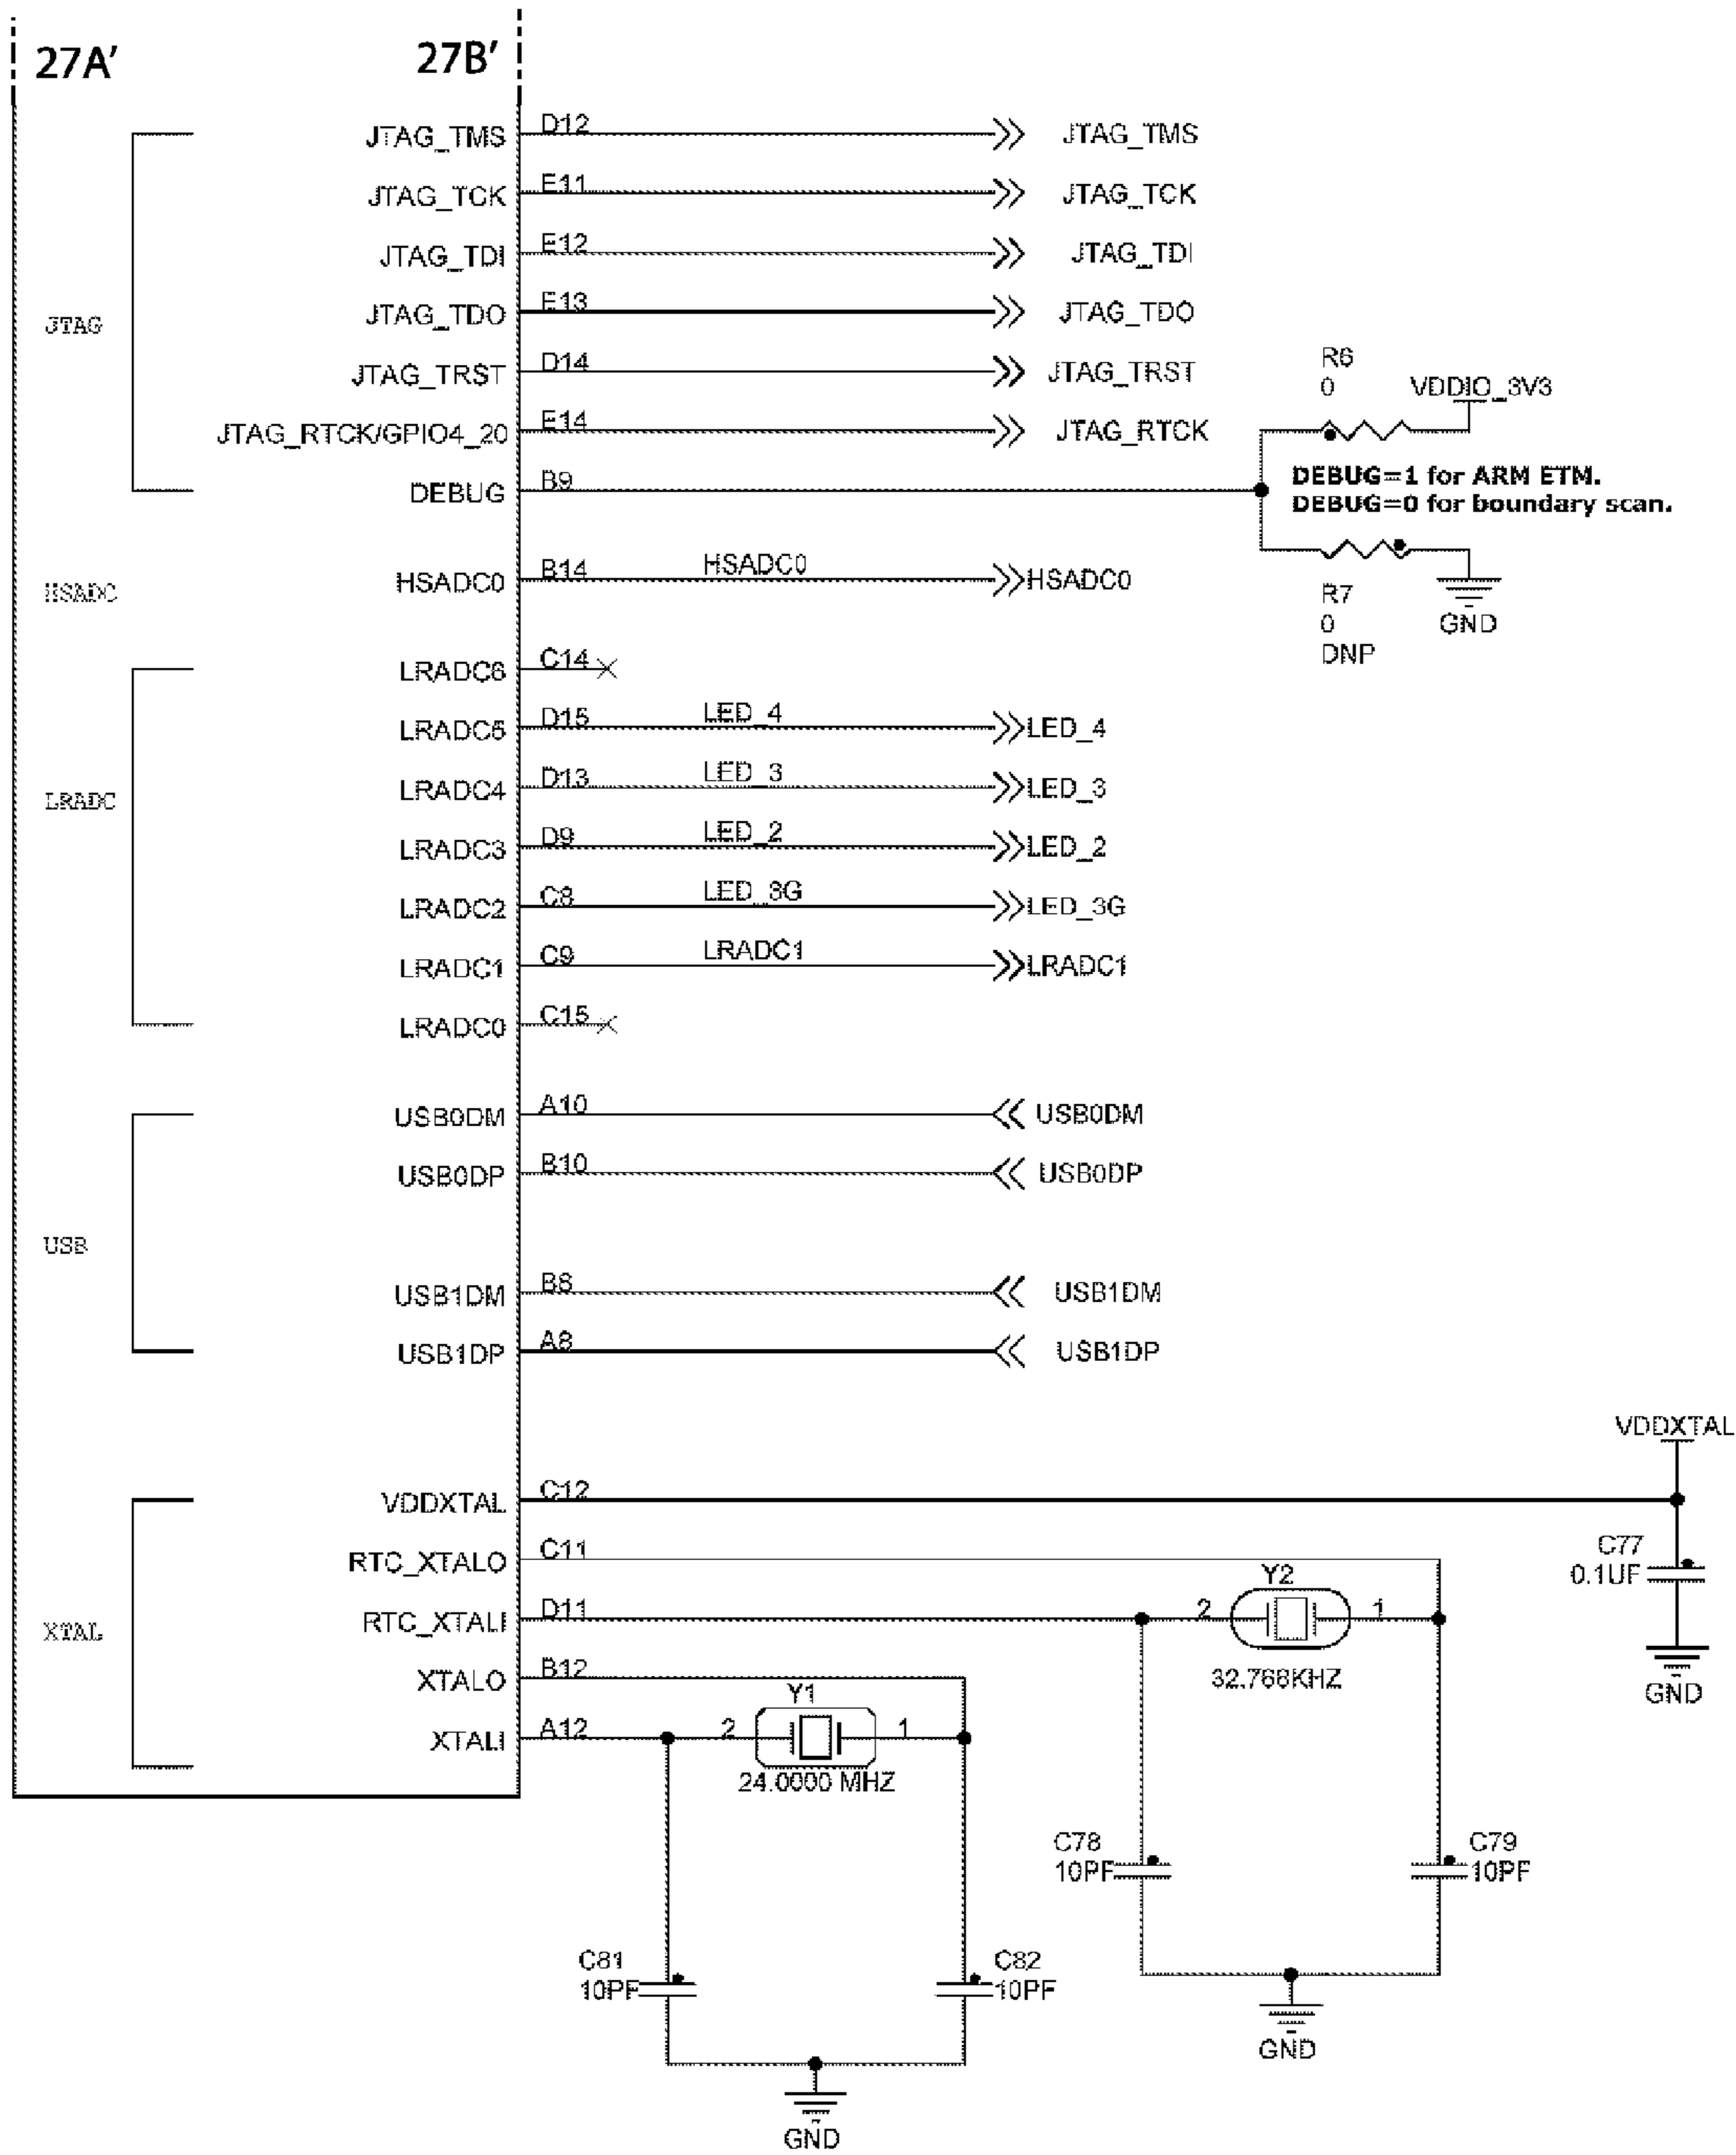 27A′ 27B′
JTAG_TMS D12 JTAG_TMS
JTAG_TCK E11 JTAG_TCK
JTAG_TDI E12 JTAG_TDI
JTAG JTAG_TDO E13 JTAG_TDO
JTAG_TRST D14 JTAG_TRST
R6
0 VDDIO_3V3
JTAG_RTCK/GPIO4_20 E14 JTAG_RTCK
DEBUG B9
DEBUG=1 for ARM ETM.
DEBUG=0 for boundary scan.
HSADC HSADC0 B14 HSADC0 HSADC0
R7
0
DNP
GND
LRADC6 C14
LRADC5 D15 LED_4 LED_4
LRADC LRADC4 D13 LED_3 LED_3
LRADC3 D9 LED_2 LED_2
LRADC2 C8 LED_3G LED_3G
LRADC1 C9 LRADC1 LRADC1
LRADC0 C15
USB0DM A10 USB0DM
USB0DP B10 USB0DP
USB
USB1DM B8 USB1DM
USB1DP A8 USB1DP
VDDXTAL
VDDXTAL C12
RTC_XTALO C11
C77
0.1UF
GND
Y2
XTAL RTC_XTALI D11 2 1
32.768KHZ
XTALO B12
Y1
XTALI A12 2 1
24.0000 MHZ
C78
10PF
C79
10PF
C81
10PF
C82
10PF
GND
GND